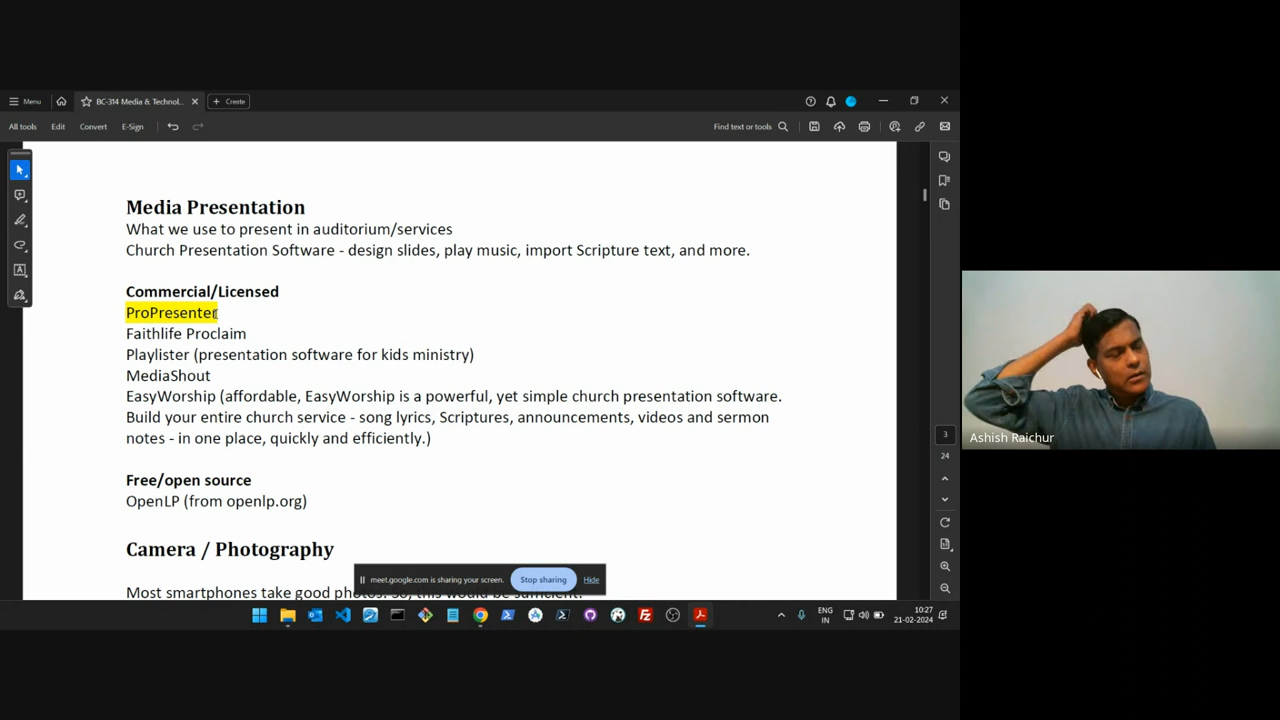 Menu
BC-314 Media & Technol...
Create
All tools
Edit
Convert
E-Sign
Find text or tools
Media Presentation
What we use to present in auditorium/services
Church Presentation Software - design slides, play music, import Scripture text, and more.
Commercial/Licensed
ProPresenter
Faithlife Proclaim
Playlister (presentation software for kids ministry)
MediaShout
EasyWorship (affordable, EasyWorship is a powerful, yet simple church presentation software.
Build your entire church service - song lyrics, Scriptures, announcements, videos and sermon
notes - in one place, quickly and efficiently.)
Free/open source
OpenLP (from openlp.org)
Camera / Photography
Most smartphones take good photos. So, this would be sufficient.
meet.google.com is sharing your screen.
Stop sharing
Hide
3
24
ENG
IN
10:27
21-02-2024
Ashish Raichur